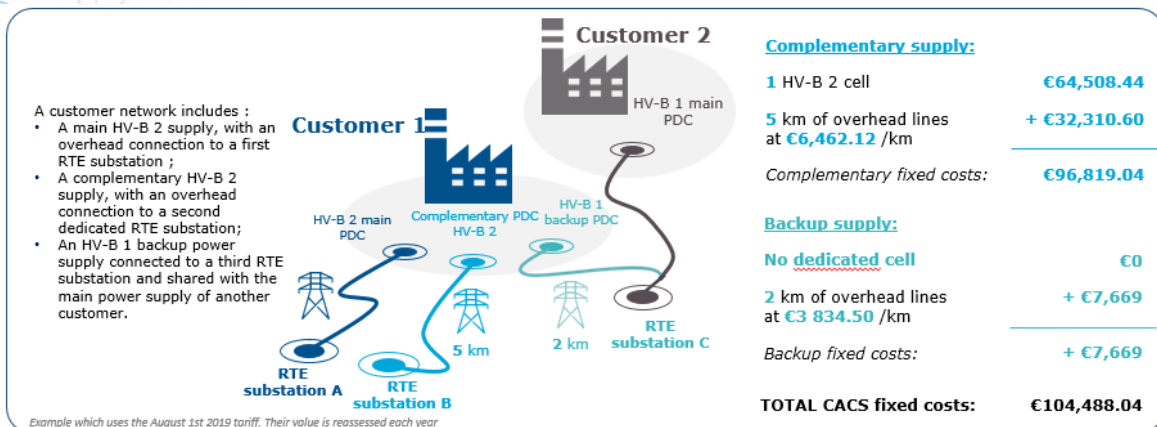 A customer network includes :
• A main HV-B 2 supply, with an
overhead connection to a first
RTE substation ;
• A complementary HV-B 2
supply, with an overhead
connection to a second
dedicated RTE substation;
• An HV-B 1 backup power
supply connected to a third RTE
substation and shared with the
main power supply of another
customer.
Customer 1
Customer 2
HV-B 1 main
PDC
HV-B 2 main
PDC
Complementary PDC
HV-B 2
HV-B 1
backup PDC
5 km
2 km
RTE
substation A
RTE
substation B
RTE
substation C
Complementary supply:
1 HV-B 2 cell €64,508.44
5 km of overhead lines
at €6,462.12 /km + €32,310.60
Complementary fixed costs: €96,819.04
Backup supply:
No dedicated cell €0
2 km of overhead lines
at €3 834.50 /km + €7,669
Backup fixed costs: + €7,669
TOTAL CACS fixed costs: €104,488.04
Example which uses the August 1st 2019 tariff. Their value is reassessed each year